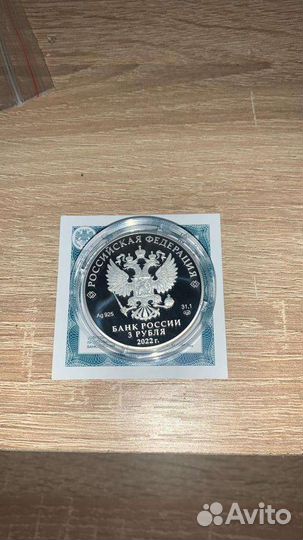 РОССИЙСКАЯ ФЕДЕРАЦИЯ
Ag 925
31,1
БАНК РОССИИ
3 РУБЛЯ
2022 г.
Avito